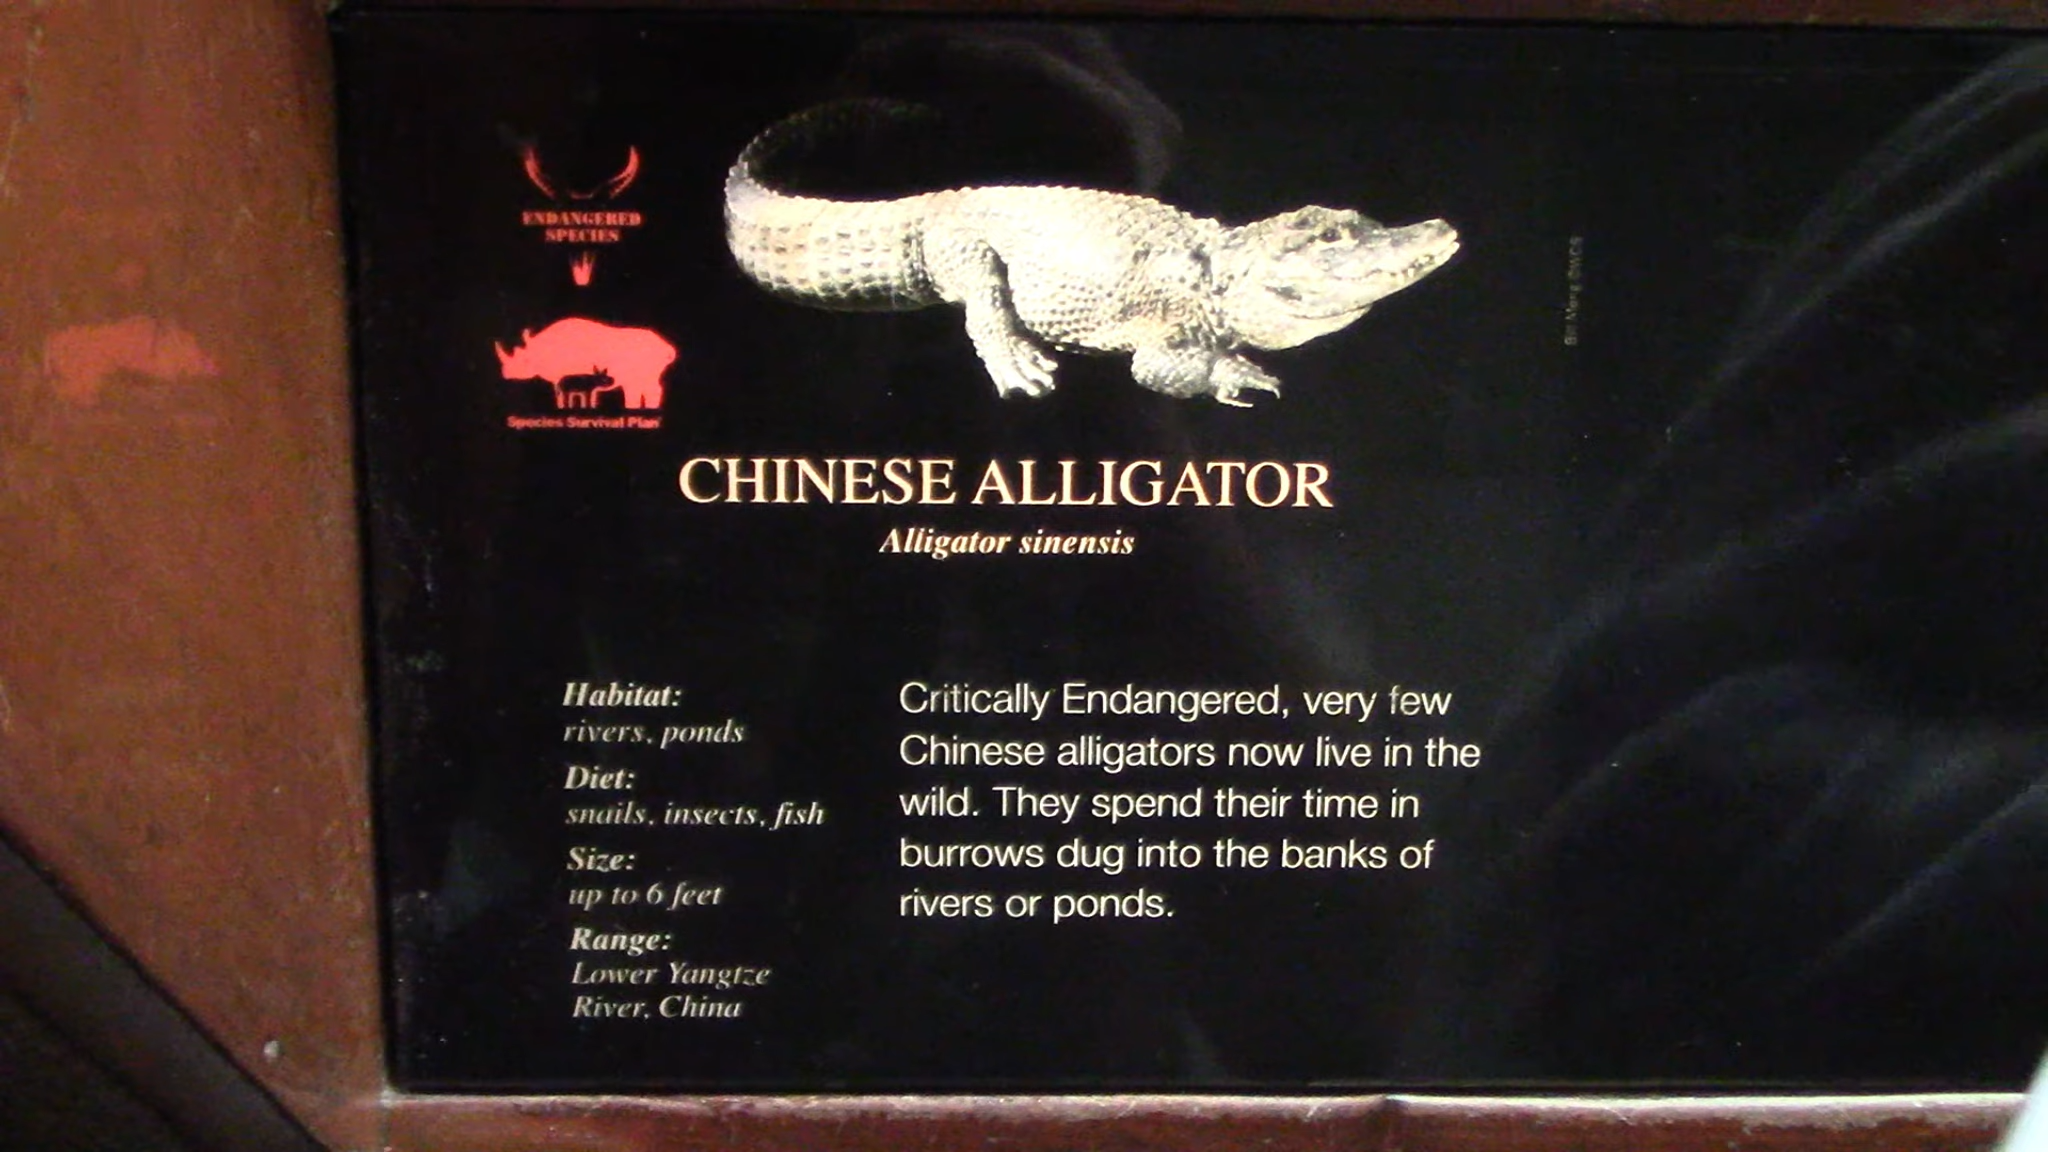 ENDANGERED
SPECIES
Species Survival Plan
CHINESE ALLIGATOR
Alligator sinensis
Habitat:
rivers, ponds
Diet:
snails, insects, fish
Size:
up to 6 feet
Range:
Lower Yangtze
River, China
Critically Endangered, very few
Chinese alligators now live in the
wild. They spend their time in
burrows dug into the banks of
rivers or ponds.